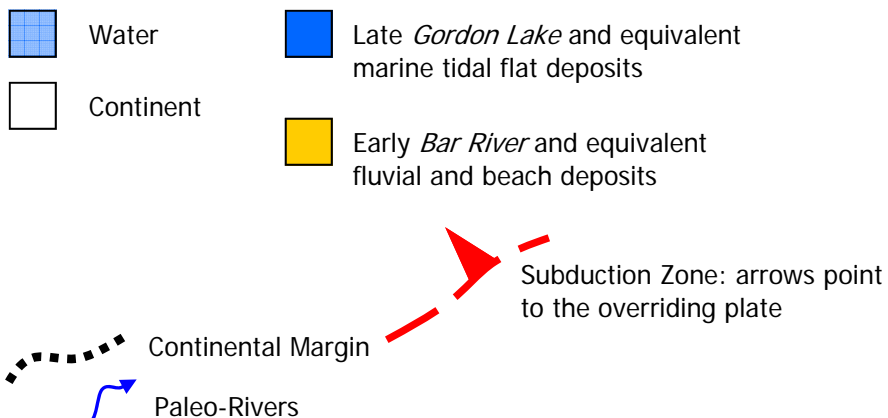 Water
Continent
Late Gordon Lake and equivalent
marine tidal flat deposits
Early Bar River and equivalent
fluvial and beach deposits
Subduction Zone: arrows point
to the overriding plate
Continental Margin
Paleo-Rivers